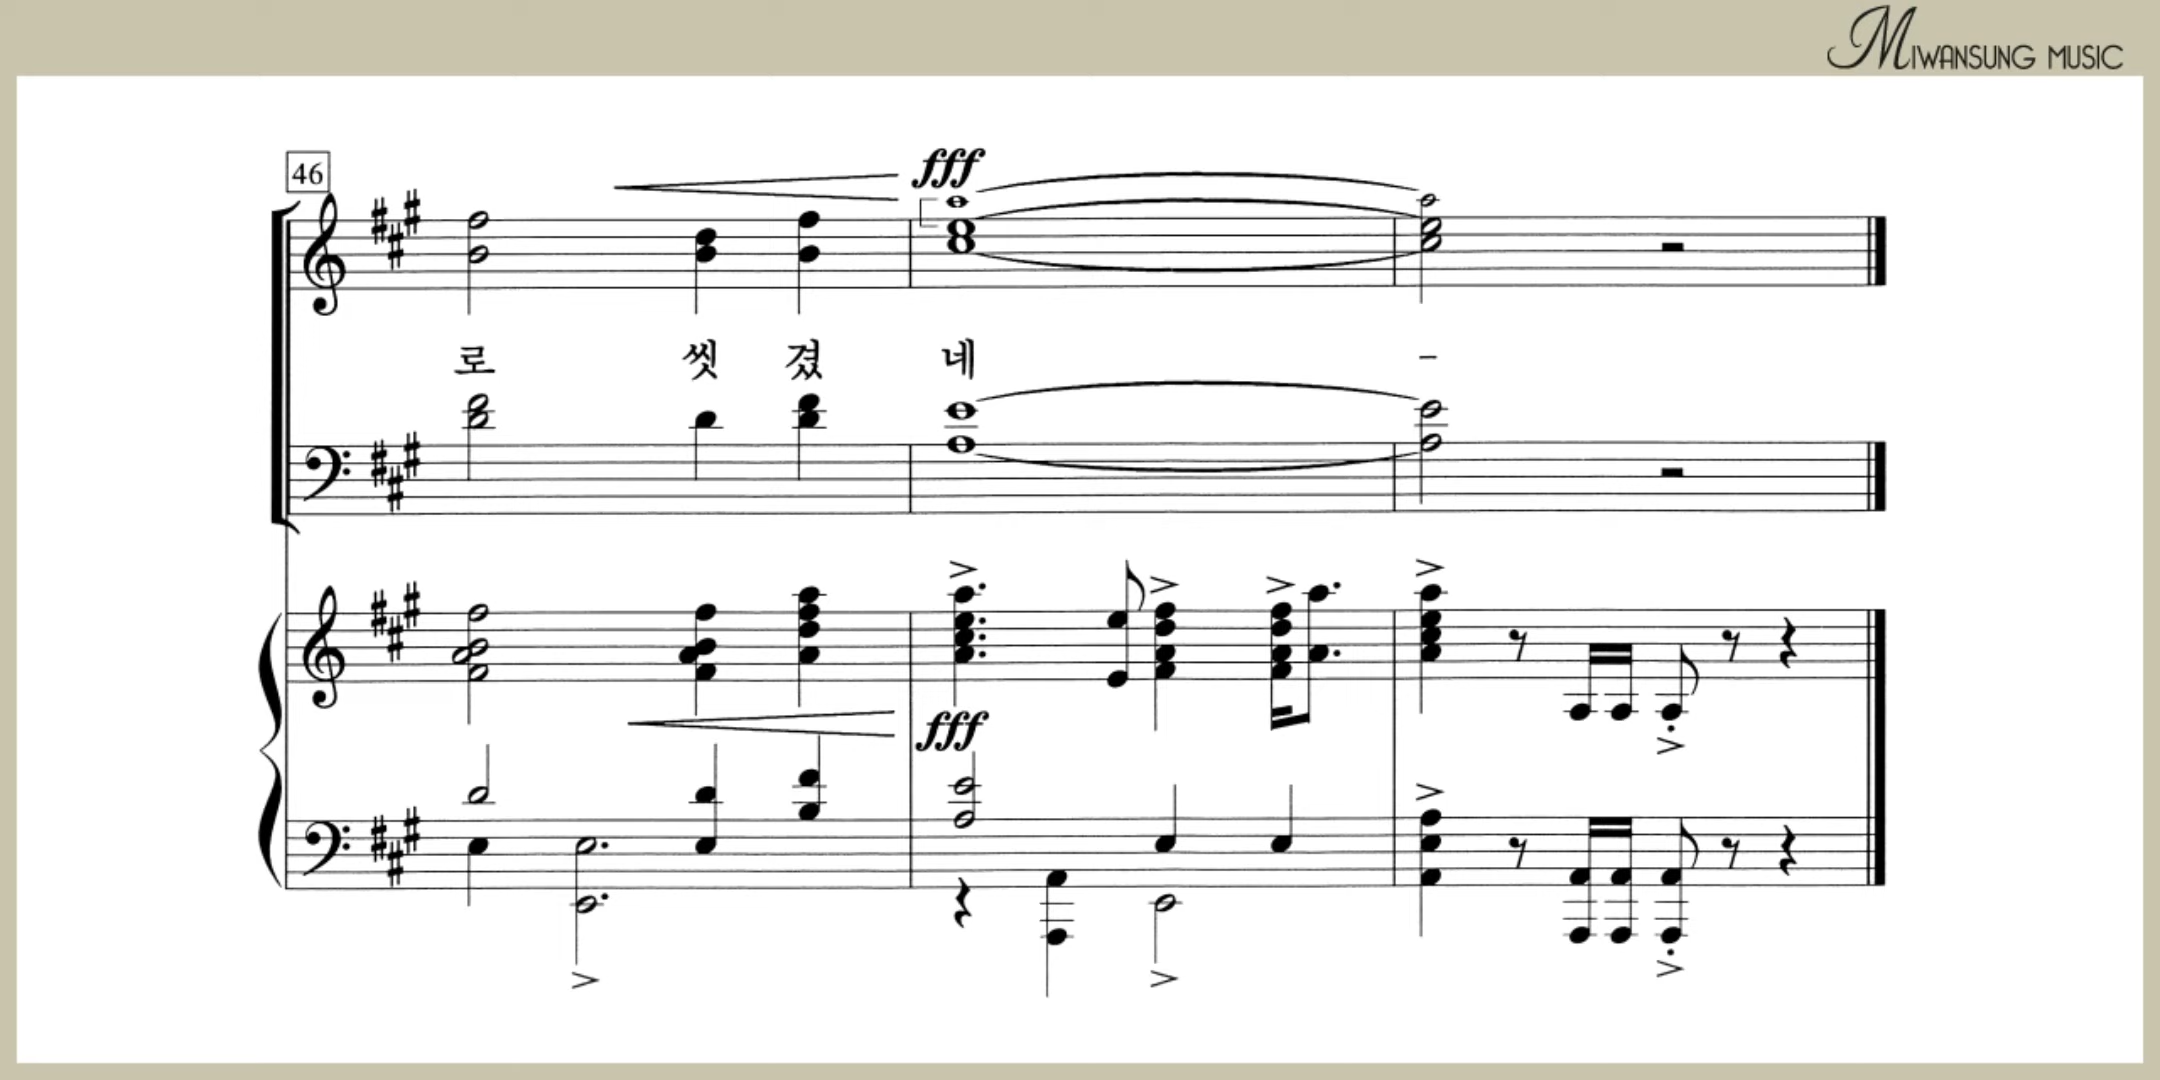 MIWANSUNG MUSIC
46
fff
로 씻 겼 네 -
fff